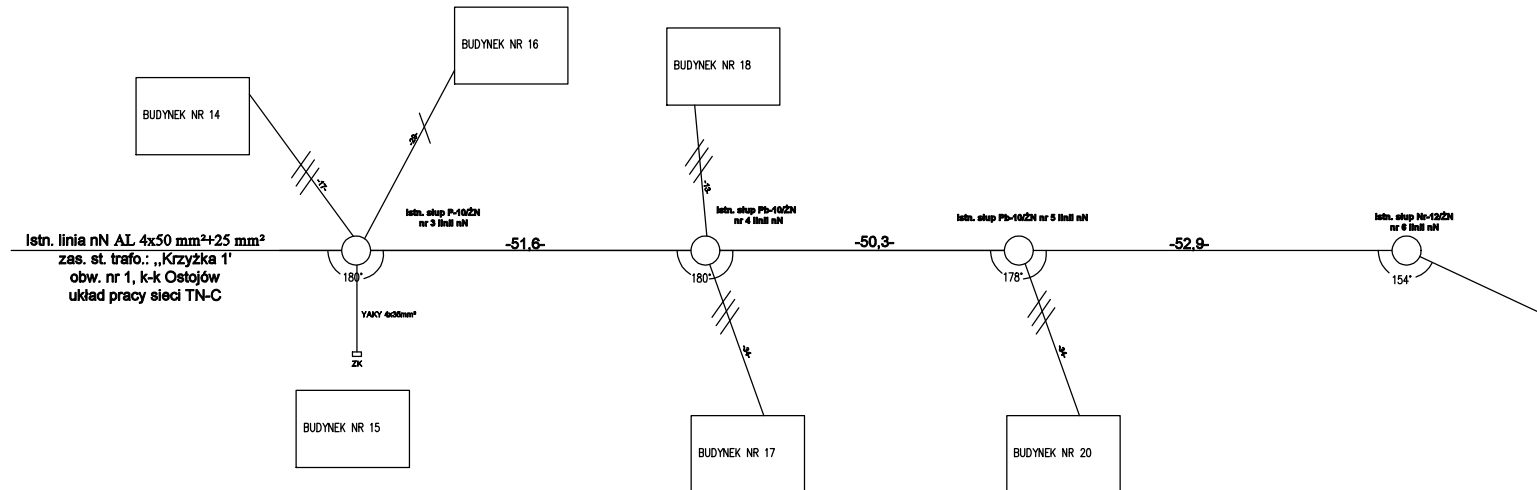 BUDYNEK NR 16
BUDYNEK NR 18
BUDYNEK NR 14
-29-
-17-
-13-
Istn. słup P-10/ŻN
nr 3 linii nN
Istn. słup Pb-10/ŻN
nr 4 linii nN
Istn. słup Pb-10/ŻN nr 5 linii nN
Istn. słup Nr-12/ŻN
nr 6 linii nN
Istn. linia nN AL 4x50 mm²+25 mm²
zas. st. trafo.: ,,Krzyżka 1'
obw. nr 1, k-k Ostojów
układ pracy sieci TN-C
-51,6-
-50,3-
-52,9-
180°
180°
178°
154°
YAKY 4x35mm²
ZK
-34-
BUDYNEK NR 15
BUDYNEK NR 17
BUDYNEK NR 20